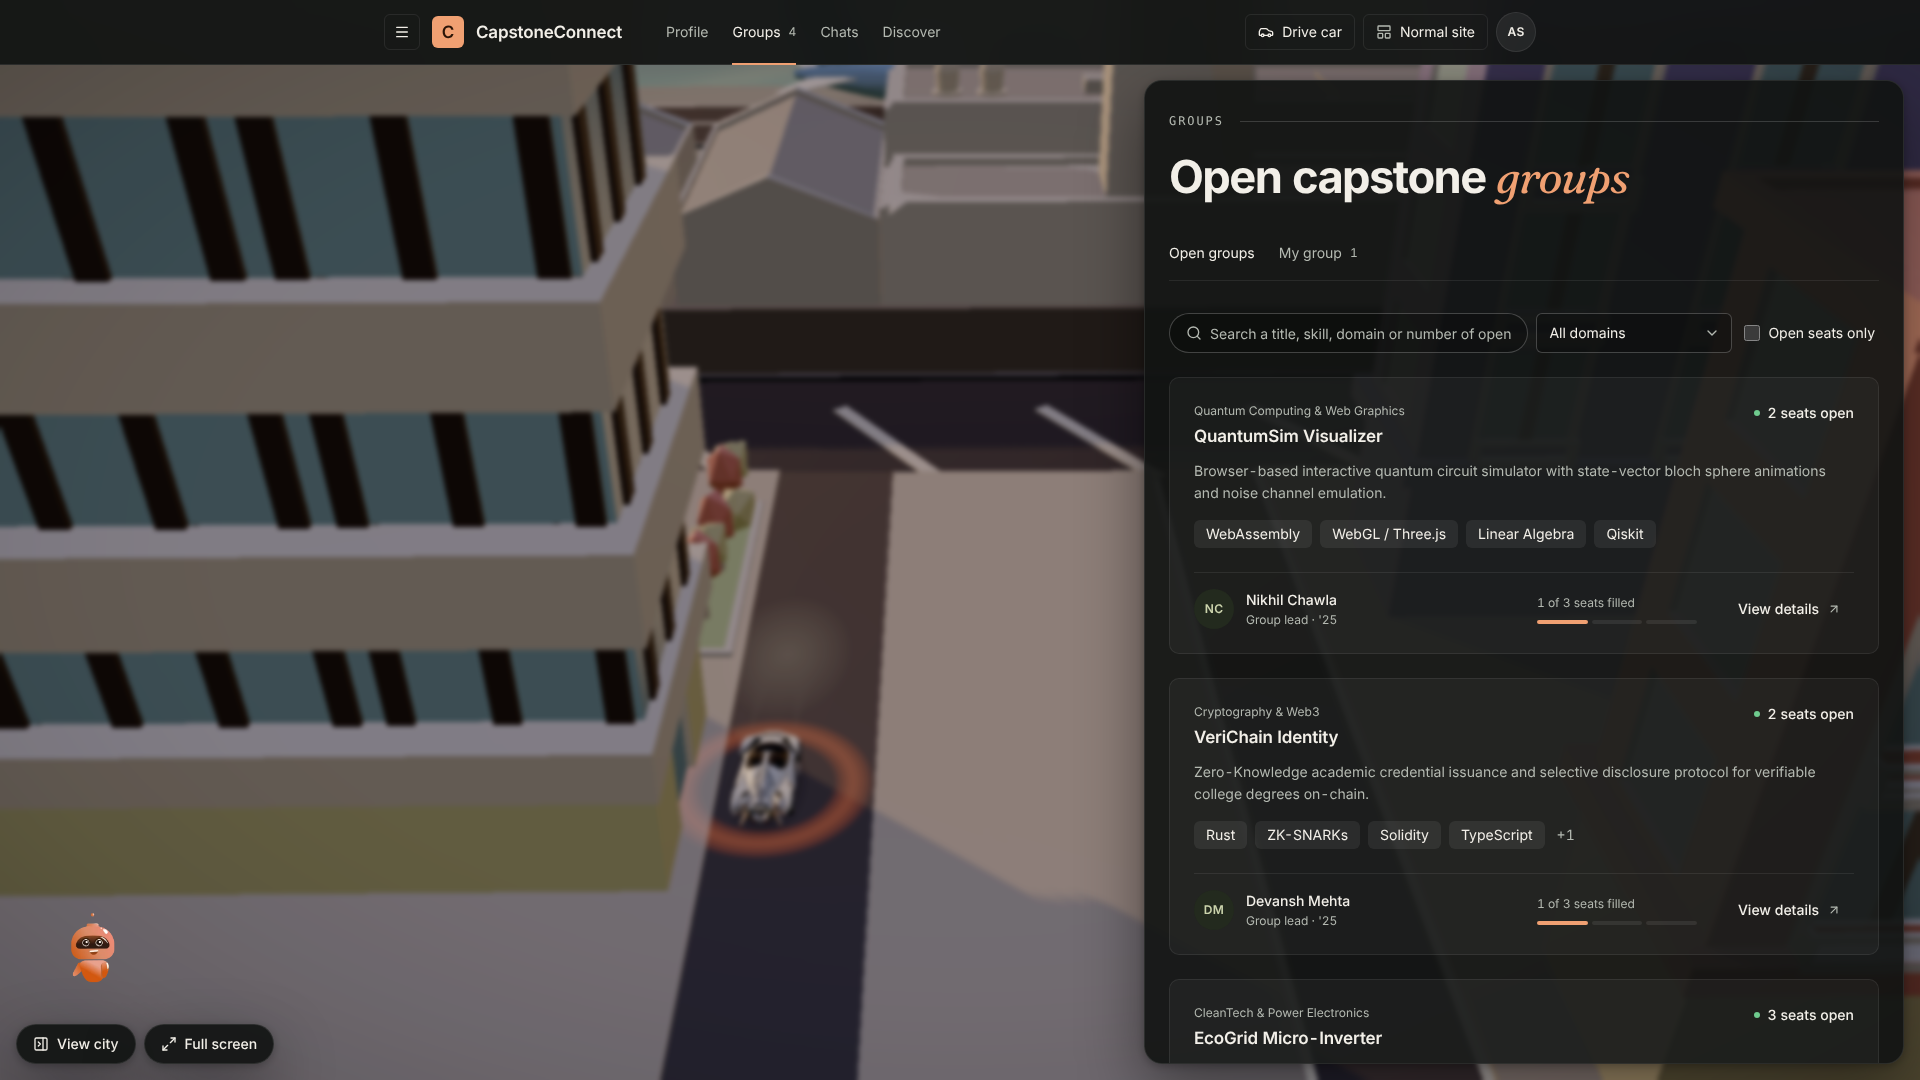 C
CapstoneConnect
Profile
Groups 4
Chats
Discover
Drive car
Normal site
AS
GROUPS
Open capstone groups
Open groups
My group 1
Search a title, skill, domain or number of open
All domains
Open seats only
Quantum Computing & Web Graphics
2 seats open
QuantumSim Visualizer
Browser-based interactive quantum circuit simulator with state-vector bloch sphere animations
and noise channel emulation.
WebAssembly
WebGL / Three.js
Linear Algebra
Qiskit
NC
Nikhil Chawla
Group lead · '25
1 of 3 seats filled
View details
Cryptography & Web3
2 seats open
VeriChain Identity
Zero-Knowledge academic credential issuance and selective disclosure protocol for verifiable
college degrees on-chain.
Rust
ZK-SNARKs
Solidity
TypeScript
+1
DM
Devansh Mehta
Group lead · '25
1 of 3 seats filled
View details
CleanTech & Power Electronics
3 seats open
EcoGrid Micro-Inverter
View city
Full screen